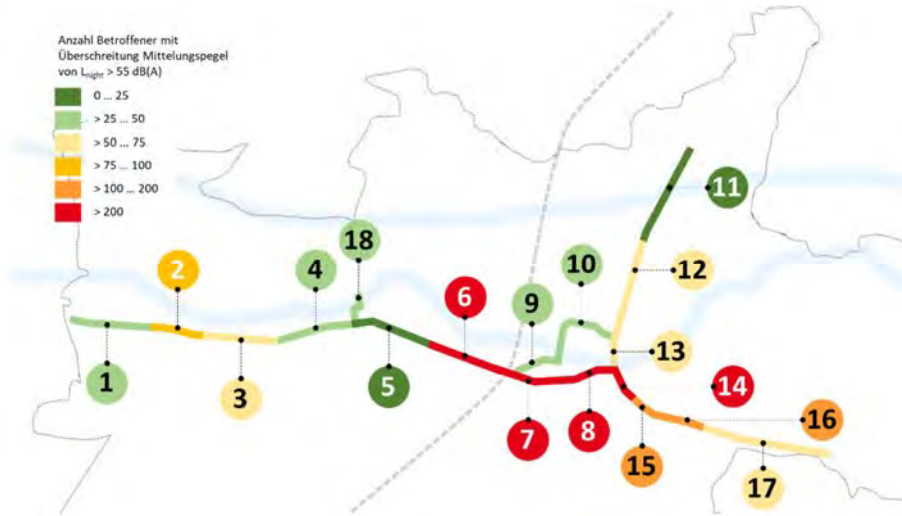 Anzahl Betroffener mit
Überschreitung Mittelungspegel
von Lnight > 55 dB(A)
0 ... 25
> 25 ... 50
> 50 ... 75
> 75 ... 100
> 100 ... 200
> 200
11
18
10
2
4
12
6
9
13
1
3
5
14
7
8
16
15
17